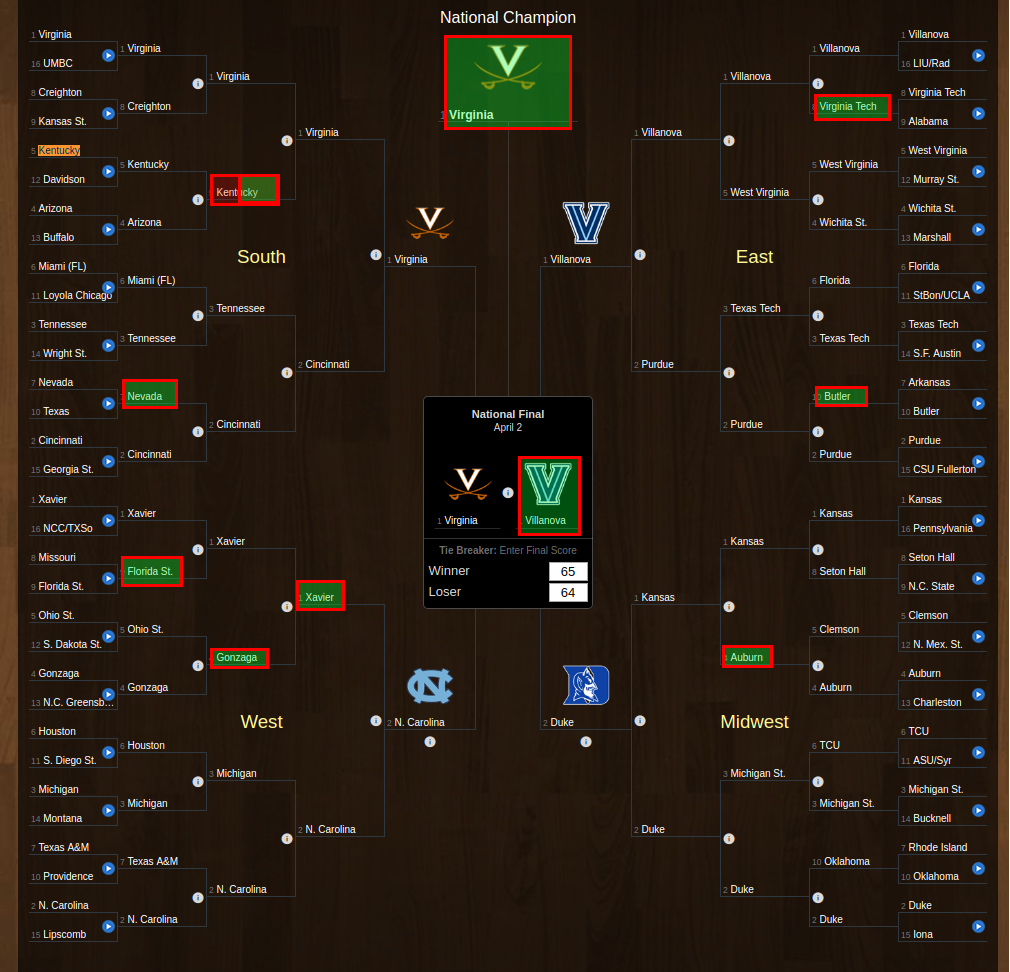 National Champion
1 Virginia
South
1 Virginia
16 UMBC
8 Creighton
9 Kansas St.
5 Kentucky
12 Davidson
4 Arizona
13 Buffalo
6 Miami (FL)
11 Loyola Chicago
3 Tennessee
14 Wright St.
7 Nevada
10 Texas
2 Cincinnati
15 Georgia St.
1 Virginia
8 Creighton
5 Kentucky
4 Arizona
6 Miami (FL)
3 Tennessee
Nevada
2 Cincinnati
1 Virginia
Kentucky
3 Tennessee
2 Cincinnati
1 Virginia
2 Cincinnati
1 Virginia
West
1 Xavier
16 NCC/TXSo
8 Missouri
9 Florida St.
5 Ohio St.
12 S. Dakota St.
4 Gonzaga
13 N.C. Greensb...
6 Houston
11 S. Diego St.
3 Michigan
14 Montana
7 Texas A&M
10 Providence
2 N. Carolina
15 Lipscomb
1 Xavier
Florida St.
5 Ohio St.
4 Gonzaga
6 Houston
3 Michigan
7 Texas A&M
2 N. Carolina
1 Xavier
Gonzaga
3 Michigan
2 N. Carolina
1 Xavier
2 N. Carolina
2 N. Carolina
National Final
April 2
1 Virginia
Villanova
Tie Breaker: Enter Final Score
Winner 65
Loser 64
East
1 Villanova
1 Villanova
2 Purdue
1 Villanova
5 West Virginia
3 Texas Tech
2 Purdue
1 Villanova
Virginia Tech
5 West Virginia
4 Wichita St.
6 Florida
3 Texas Tech
10 Butler
2 Purdue
1 Villanova
16 LIU/Rad
8 Virginia Tech
9 Alabama
5 West Virginia
12 Murray St.
4 Wichita St.
13 Marshall
6 Florida
11 StBon/UCLA
3 Texas Tech
14 S.F. Austin
7 Arkansas
10 Butler
2 Purdue
15 CSU Fullerton
Midwest
2 Duke
1 Kansas
2 Duke
1 Kansas
4 Auburn
3 Michigan St.
2 Duke
1 Kansas
8 Seton Hall
5 Clemson
4 Auburn
6 TCU
3 Michigan St.
10 Oklahoma
2 Duke
1 Kansas
16 Pennsylvania
8 Seton Hall
9 N.C. State
5 Clemson
12 N. Mex. St.
4 Auburn
13 Charleston
6 TCU
11 ASU/Syr
3 Michigan St.
14 Bucknell
7 Rhode Island
10 Oklahoma
2 Duke
15 Iona